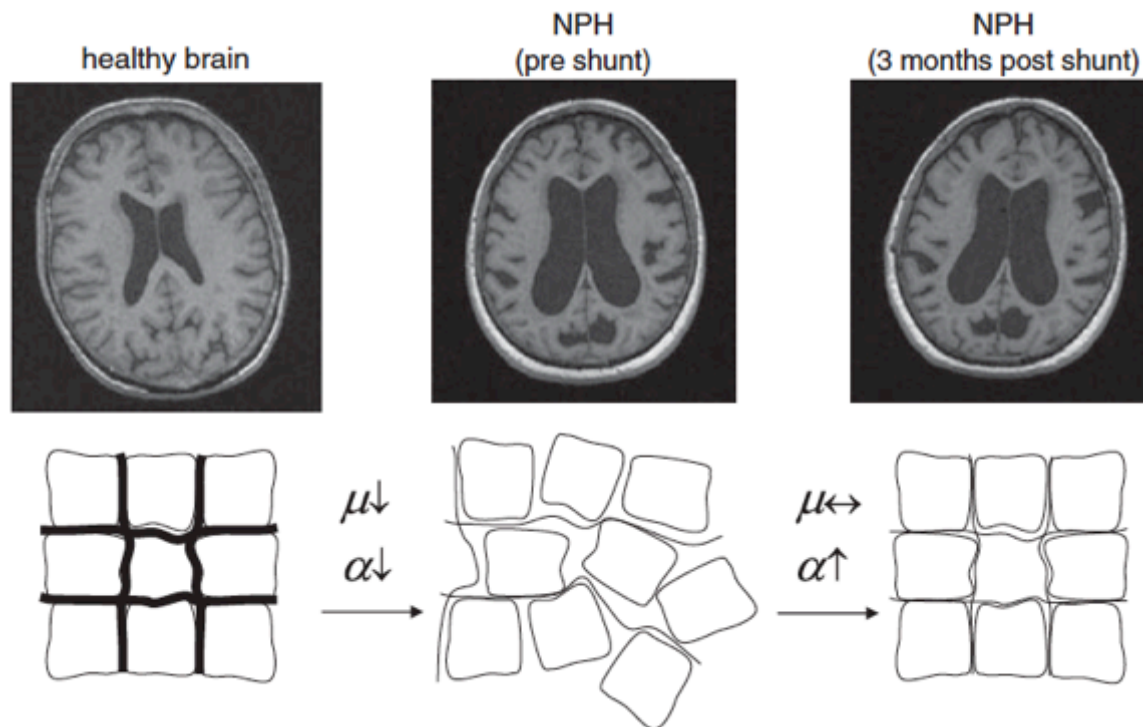 healthy brain
NPH
(pre shunt)
NPH
(3 months post shunt)
μ↓
α↓
μ↔
α↑